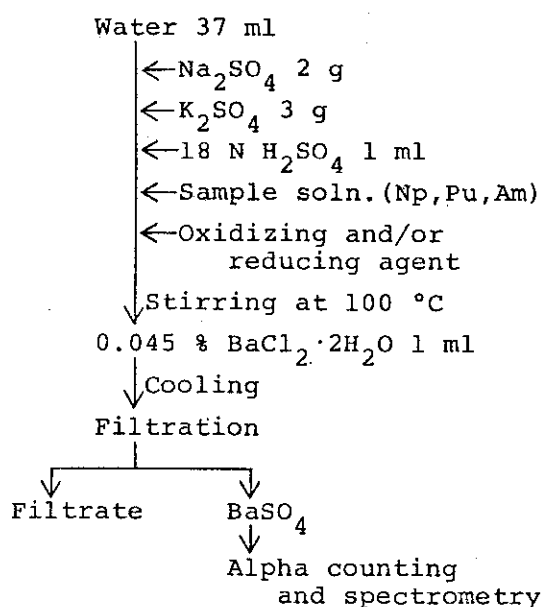 Water 37 ml
Na2SO4 2 g
K2SO4 3 g
18 N H2SO4 1 ml
Sample soln.(Np,Pu,Am)
Oxidizing and/or
reducing agent
Stirring at 100 °C
0.045 % BaCl2·2H2O 1 ml
Cooling
Filtration
Filtrate BaSO4
Alpha counting
and spectrometry